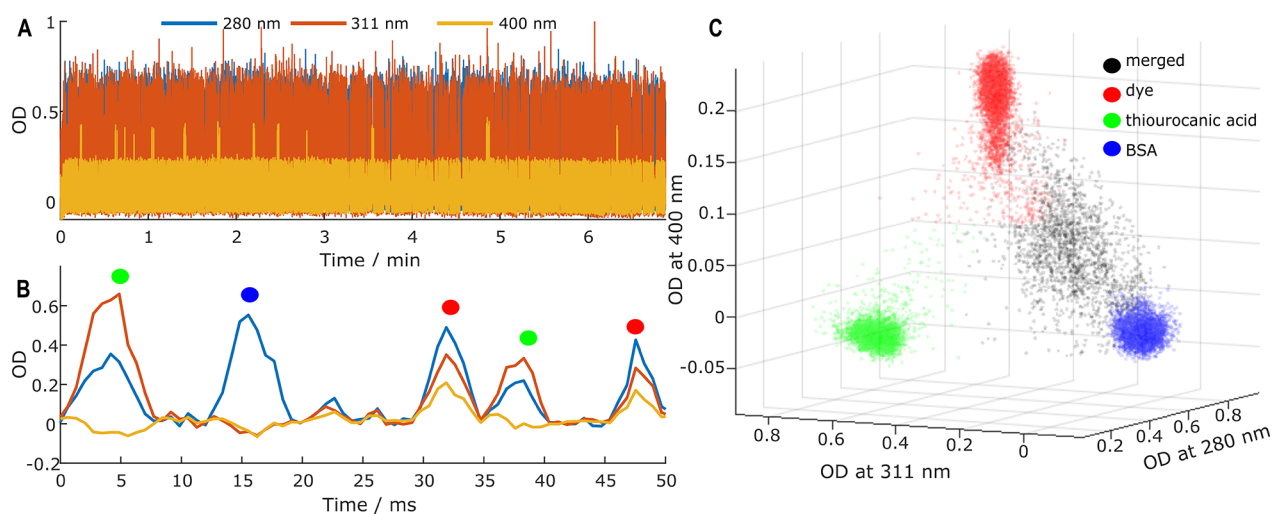 A
280 nm 311 nm 400 nm
1
0.5
0
OD
0 1 2 3 4 5 6
Time / min
B
0.6
0.4
0.2
0
-0.2
OD
0 5 10 15 20 25 30 35 40 45 50
Time / ms
C
merged
dye
thiourocanic acid
BSA
0.2
0.15
0.1
0.05
0
-0.05
OD at 400 nm
0.8 0.6 0.4 0.2 0
OD at 311 nm
0.2 0.4 0.6 0.8
OD at 280 nm